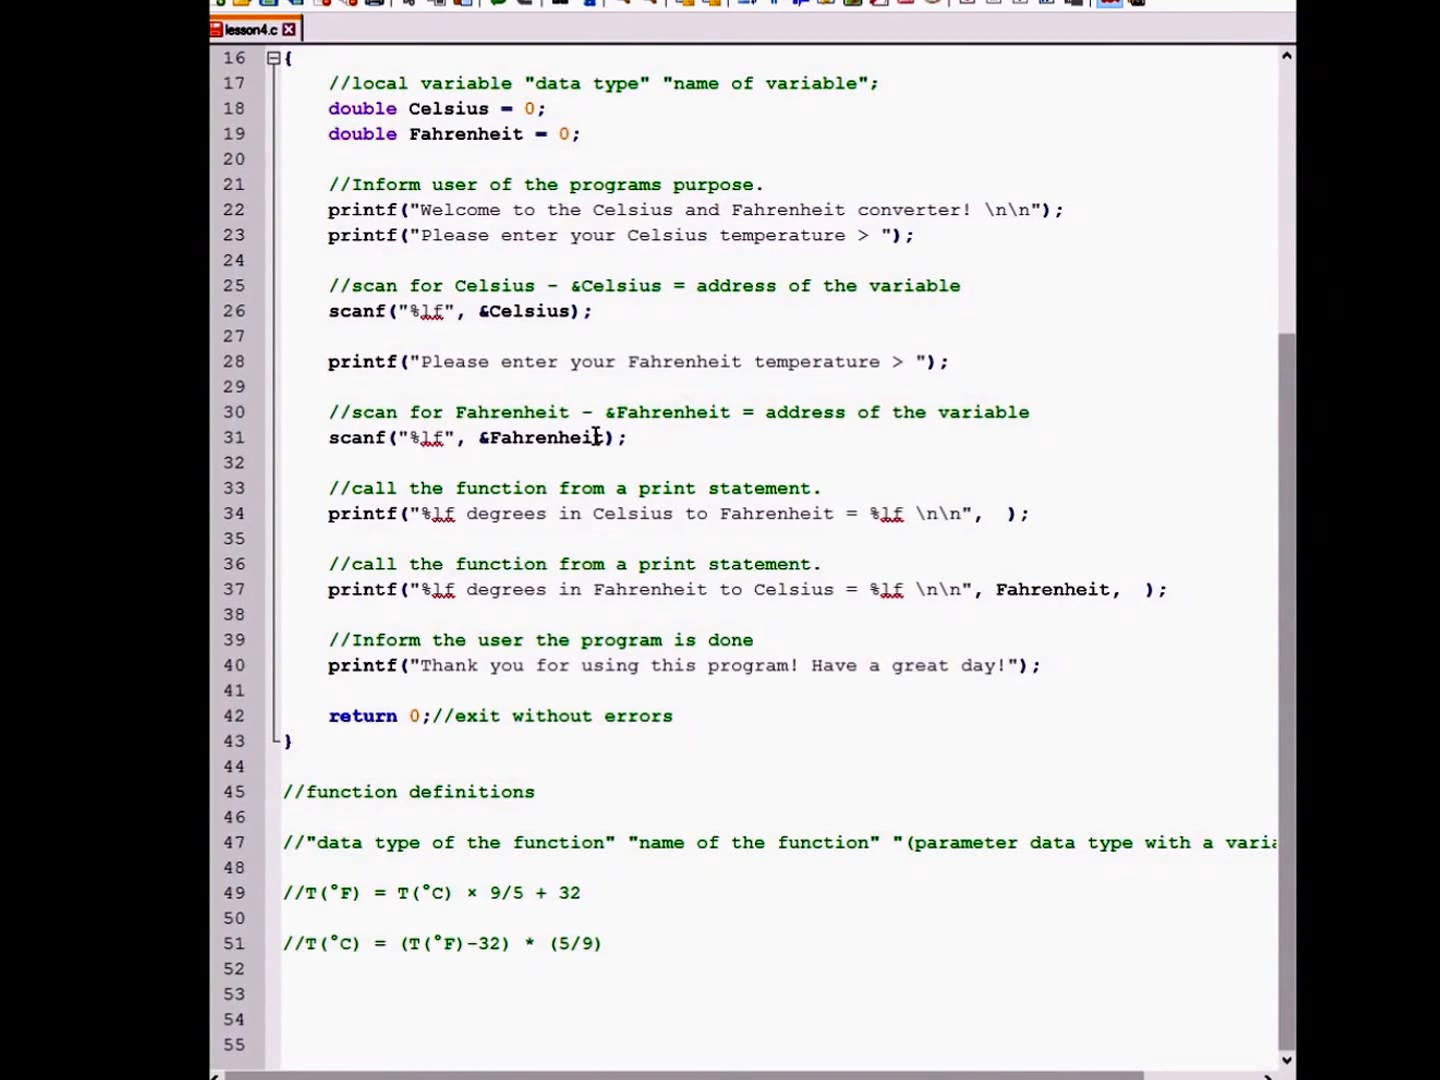 lesson4.c
16 {
17 //local variable "data type" "name of variable";
18 double Celsius = 0;
19 double Fahrenheit = 0;
20
21 //Inform user of the programs purpose.
22 printf("Welcome to the Celsius and Fahrenheit converter! \n\n");
23 printf("Please enter your Celsius temperature > ");
24
25 //scan for Celsius - &Celsius = address of the variable
26 scanf("%lf", &Celsius);
27
28 printf("Please enter your Fahrenheit temperature > ");
29
30 //scan for Fahrenheit - &Fahrenheit = address of the variable
31 scanf("%lf", &Fahrenheit);
32
33 //call the function from a print statement.
34 printf("%lf degrees in Celsius to Fahrenheit = %lf \n\n",  );
35
36 //call the function from a print statement.
37 printf("%lf degrees in Fahrenheit to Celsius = %lf \n\n", Fahrenheit,  );
38
39 //Inform the user the program is done
40 printf("Thank you for using this program! Have a great day!");
41
42 return 0;//exit without errors
43 }
44
45 //function definitions
46
47 //"data type of the function" "name of the function" "(parameter data type with a varia
48
49 //T(°F) = T(°C) × 9/5 + 32
50
51 //T(°C) = (T(°F)-32) * (5/9)
52
53
54
55